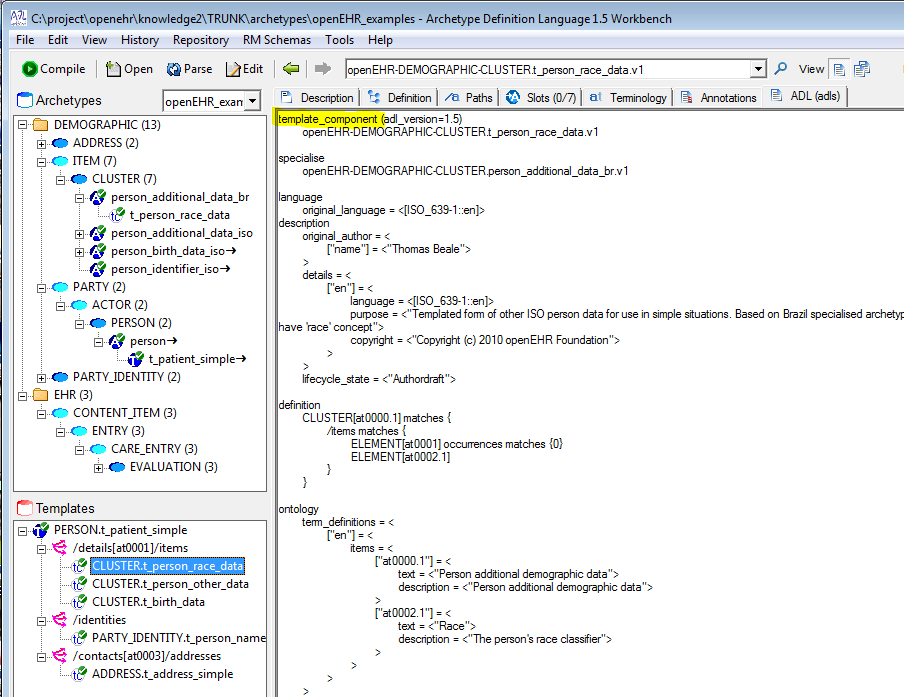 C:\project\openehr\knowledge2\TRUNK\archetypes\openEHR_examples - Archetype Definition Language 1.5 Workbench
File Edit View History Repository RM Schemas Tools Help
Compile Open Parse Edit openEHR-DEMOGRAPHIC-CLUSTER.t_person_race_data.v1 View
Archetypes openEHR_exam
DEMOGRAPHIC (13)
ADDRESS (2)
ITEM (7)
CLUSTER (7)
person_additional_data_br
t_person_race_data
person_additional_data_iso
person_birth_data_iso→
person_identifier_iso→
PARTY (2)
ACTOR (2)
PERSON (2)
person→
t_patient_simple→
PARTY_IDENTITY (2)
EHR (3)
CONTENT_ITEM (3)
ENTRY (3)
CARE_ENTRY (3)
EVALUATION (3)
Templates
PERSON.t_patient_simple
/details[at0001]/items
CLUSTER.t_person_race_data
CLUSTER.t_person_other_data
CLUSTER.t_birth_data
/identities
PARTY_IDENTITY.t_person_name
/contacts[at0003]/addresses
ADDRESS.t_address_simple
Description Definition Paths Slots (0/7) Terminology Annotations ADL (adls)
template_component (adl_version=1.5)
openEHR-DEMOGRAPHIC-CLUSTER.t_person_race_data.v1
specialise
openEHR-DEMOGRAPHIC-CLUSTER.person_additional_data_br.v1
language
original_language = <[ISO_639-1::en]>
description
original_author = <
["name"] = <"Thomas Beale">
>
details = <
["en"] = <
language = <[ISO_639-1::en]>
purpose = <"Templated form of other ISO person data for use in simple situations. Based on Brazil specialised archetyp
have 'race' concept">
copyright = <"Copyright (c) 2010 openEHR Foundation">
>
>
lifecycle_state = <"Authordraft">
definition
CLUSTER[at0000.1] matches {
/items matches {
ELEMENT[at0001] occurrences matches {0}
ELEMENT[at0002.1]
}
}
ontology
term_definitions = <
["en"] = <
items = <
["at0000.1"] = <
text = <"Person additional demographic data">
description = <"Person additional demographic data">
>
["at0002.1"] = <
text = <"Race">
description = <"The person's race classifier">
>
>
>
>